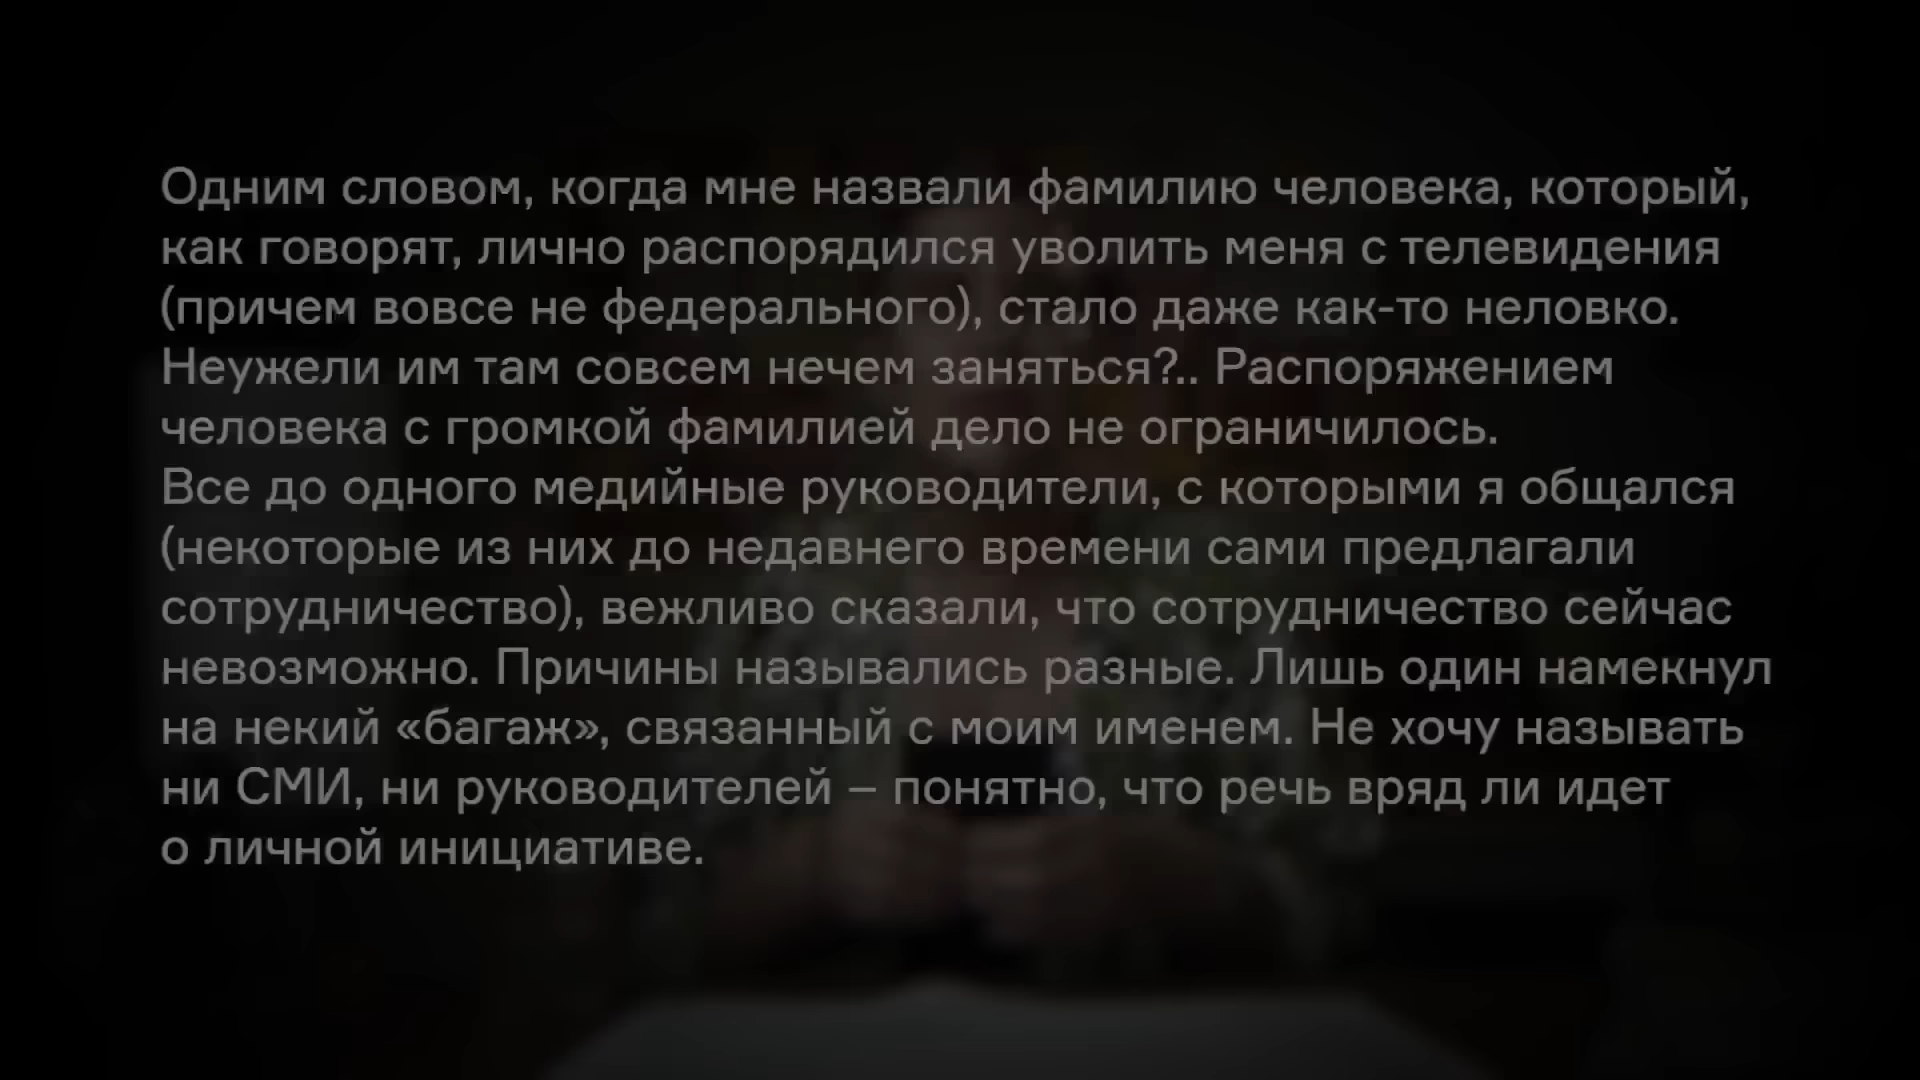 Одним словом, когда мне назвали фамилию человека, который,
как говорят, лично распорядился уволить меня с телевидения
(причем вовсе не федерального), стало даже как-то неловко.
Неужели им там совсем нечем заняться?.. Распоряжением
человека с громкой фамилией дело не ограничилось.
Все до одного медийные руководители, с которыми я общался
(некоторые из них до недавнего времени сами предлагали
сотрудничество), вежливо сказали, что сотрудничество сейчас
невозможно. Причины назывались разные. Лишь один намекнул
на некий «багаж», связанный с моим именем. Не хочу называть
ни СМИ, ни руководителей – понятно, что речь вряд ли идет
о личной инициативе.